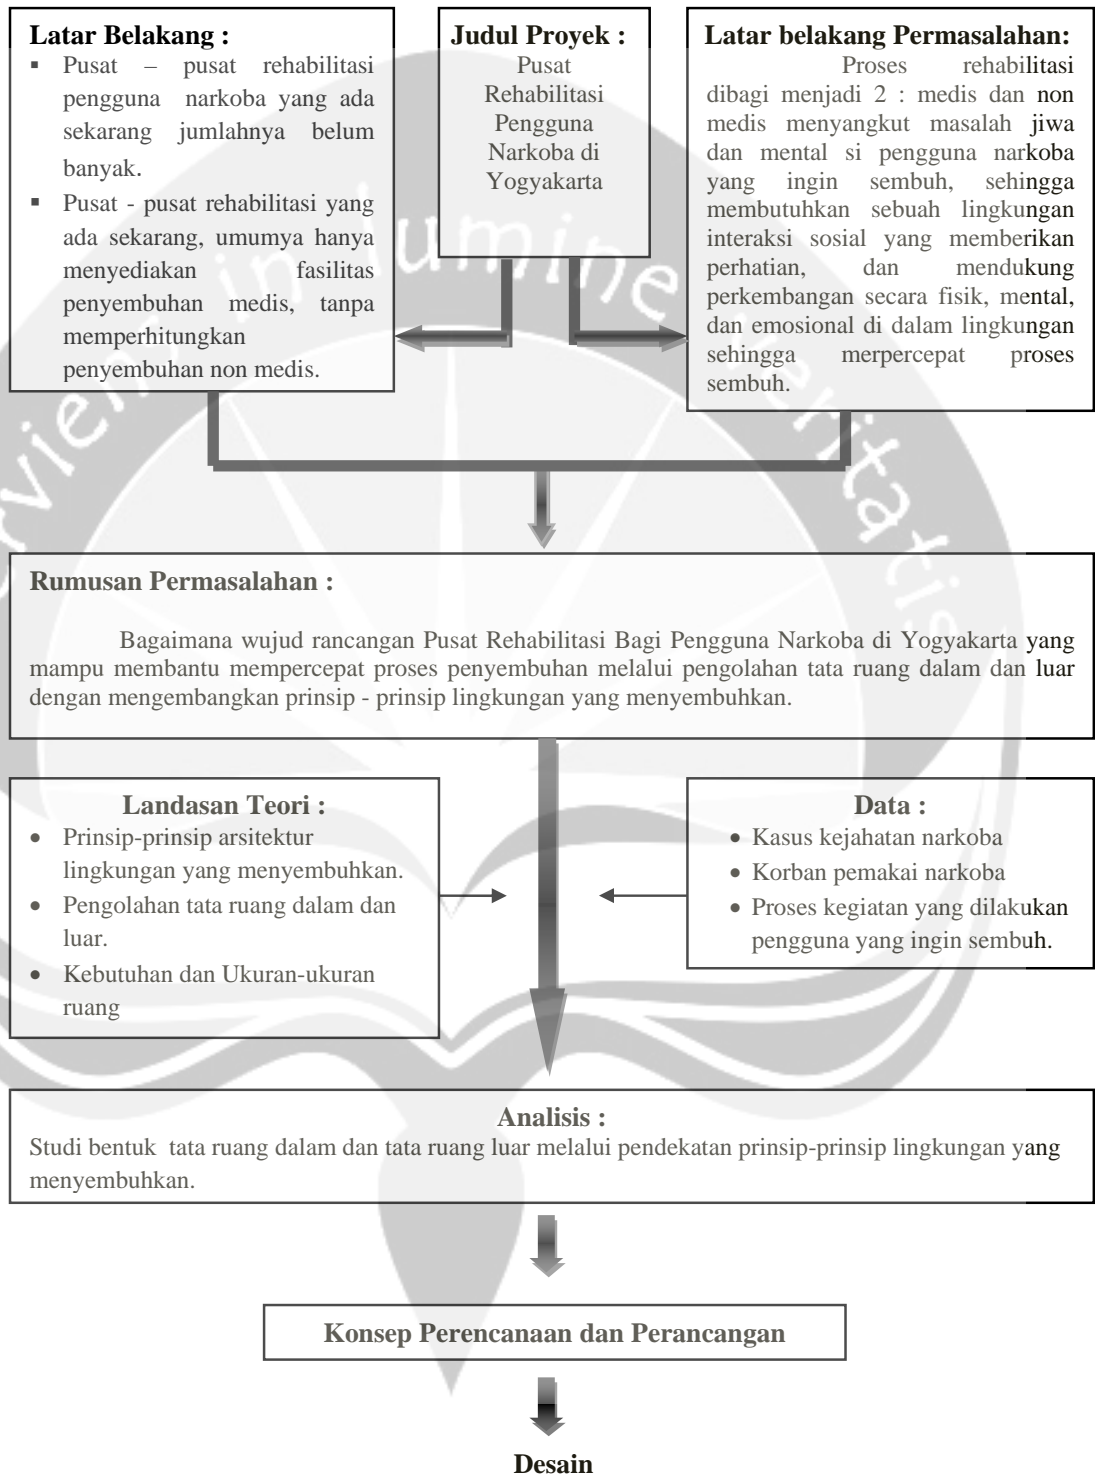 Latar Belakang :
▪ Pusat – pusat rehabilitasi
pengguna narkoba yang ada
sekarang jumlahnya belum
banyak.
▪ Pusat - pusat rehabilitasi yang
ada sekarang, umumya hanya
menyediakan fasilitas
penyembuhan medis, tanpa
memperhitungkan
penyembuhan non medis.
Judul Proyek :
Pusat
Rehabilitasi
Pengguna
Narkoba di
Yogyakarta
Latar belakang Permasalahan:
Proses rehabilitasi
dibagi menjadi 2 : medis dan non
medis menyangkut masalah jiwa
dan mental si pengguna narkoba
yang ingin sembuh, sehingga
membutuhkan sebuah lingkungan
interaksi sosial yang memberikan
perhatian, dan mendukung
perkembangan secara fisik, mental,
dan emosional di dalam lingkungan
sehingga merpercepat proses
sembuh.
Rumusan Permasalahan :
Bagaimana wujud rancangan Pusat Rehabilitasi Bagi Pengguna Narkoba di Yogyakarta yang
mampu membantu mempercepat proses penyembuhan melalui pengolahan tata ruang dalam dan luar
dengan mengembangkan prinsip - prinsip lingkungan yang menyembuhkan.
Landasan Teori :
• Prinsip-prinsip arsitektur
lingkungan yang menyembuhkan.
• Pengolahan tata ruang dalam dan
luar.
• Kebutuhan dan Ukuran-ukuran
ruang
Data :
• Kasus kejahatan narkoba
• Korban pemakai narkoba
• Proses kegiatan yang dilakukan
pengguna yang ingin sembuh.
Analisis :
Studi bentuk tata ruang dalam dan tata ruang luar melalui pendekatan prinsip-prinsip lingkungan yang
menyembuhkan.
Konsep Perencanaan dan Perancangan
Desain
erviens in lumine veritatis